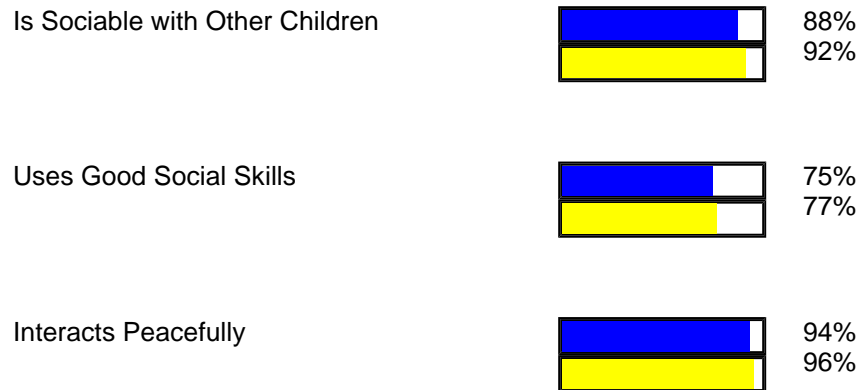 Is Sociable with Other Children 88%
92%
Uses Good Social Skills 75%
77%
Interacts Peacefully 94%
96%